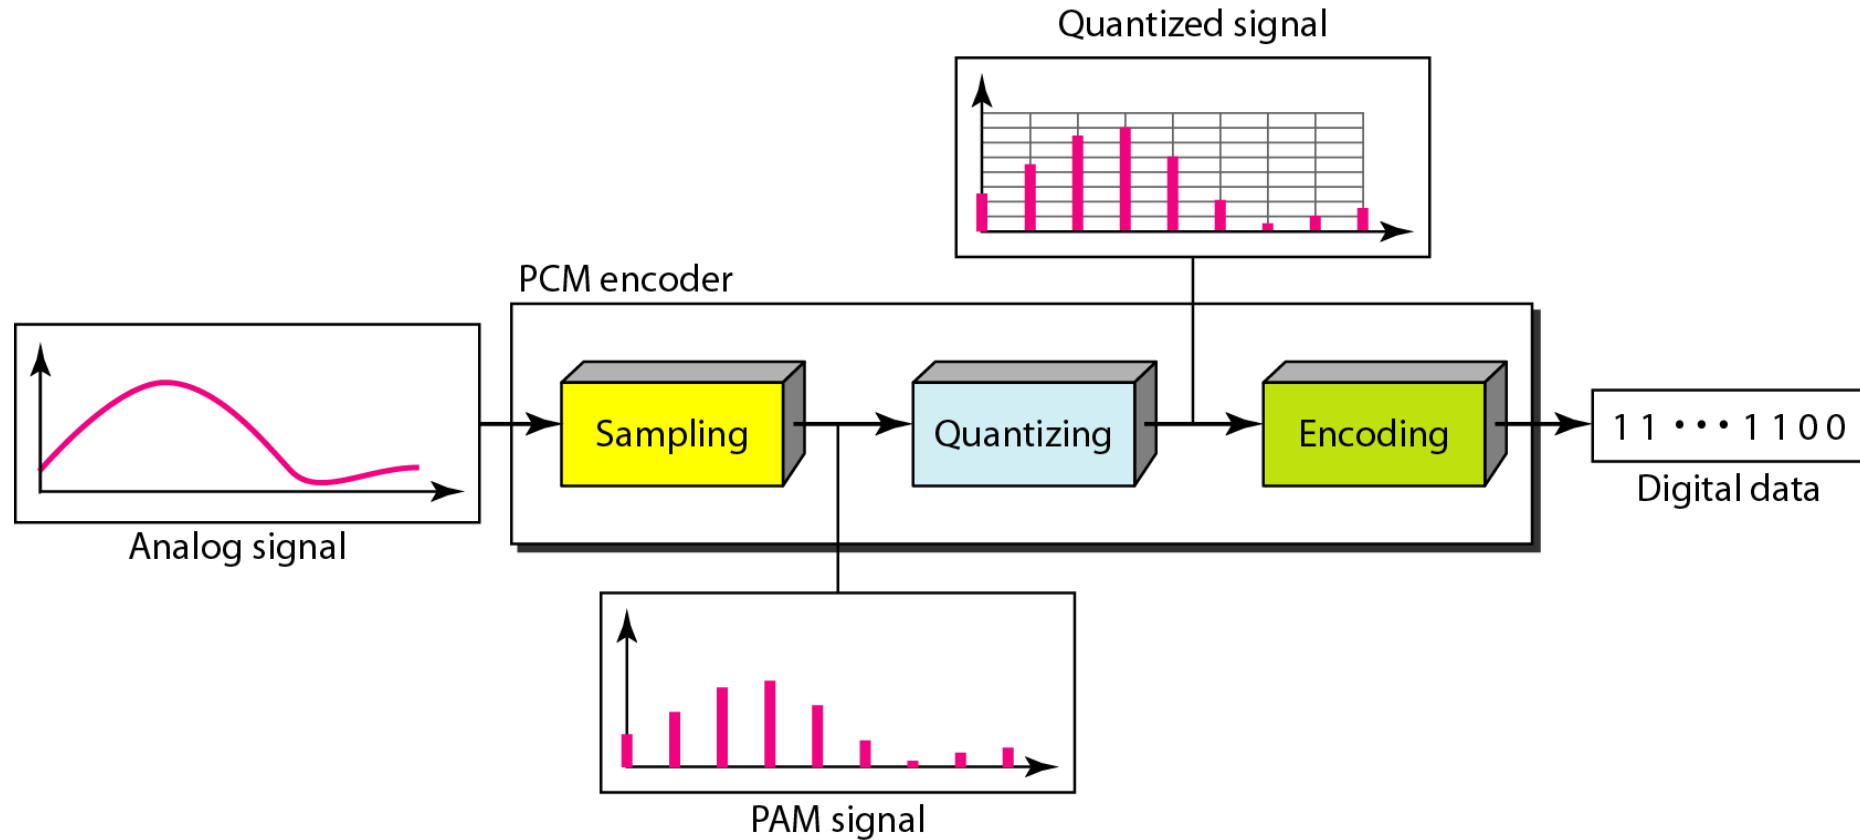 Quantized signal
PCM encoder
Sampling
Quantizing
Encoding
1 1 ••• 1 1 0 0
Digital data
Analog signal
PAM signal